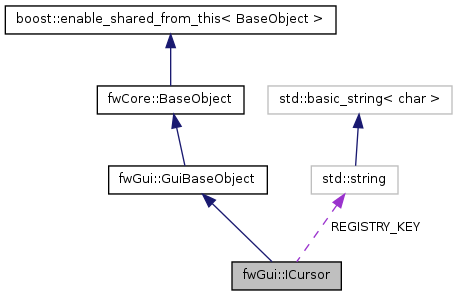 boost::enable_shared_from_this< BaseObject >
fwCore::BaseObject
std::basic_string< char >
fwGui::GuiBaseObject
std::string
REGISTRY_KEY
fwGui::ICursor